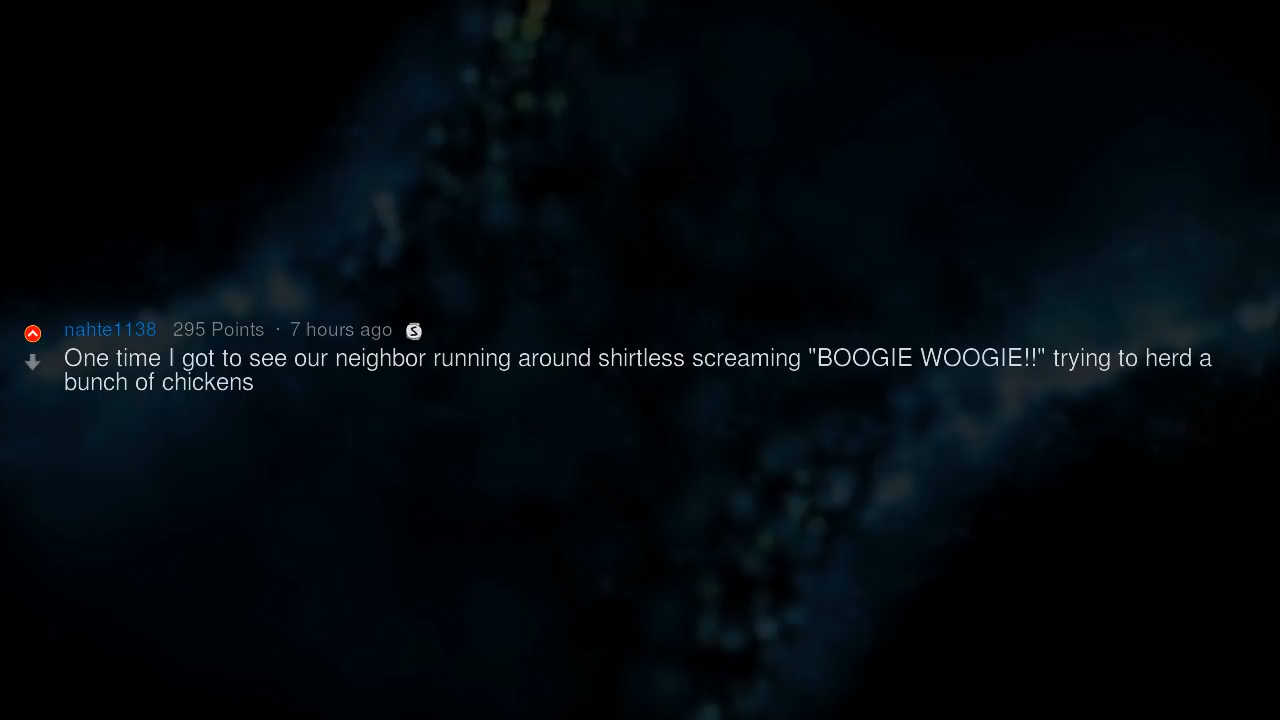 nahte1138 295 Points · 7 hours ago S
One time I got to see our neighbor running around shirtless screaming "BOOGIE WOOGIE!!" trying to herd a
bunch of chickens